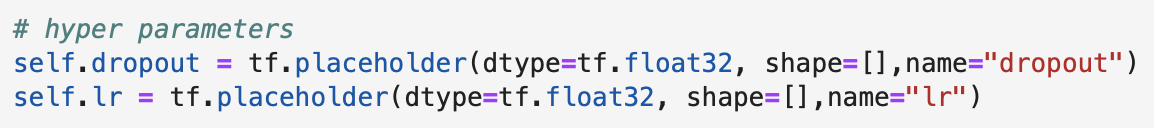 # hyper parameters
self.dropout = tf.placeholder(dtype=tf.float32, shape=[],name="dropout")
self.lr = tf.placeholder(dtype=tf.float32, shape=[],name="lr")